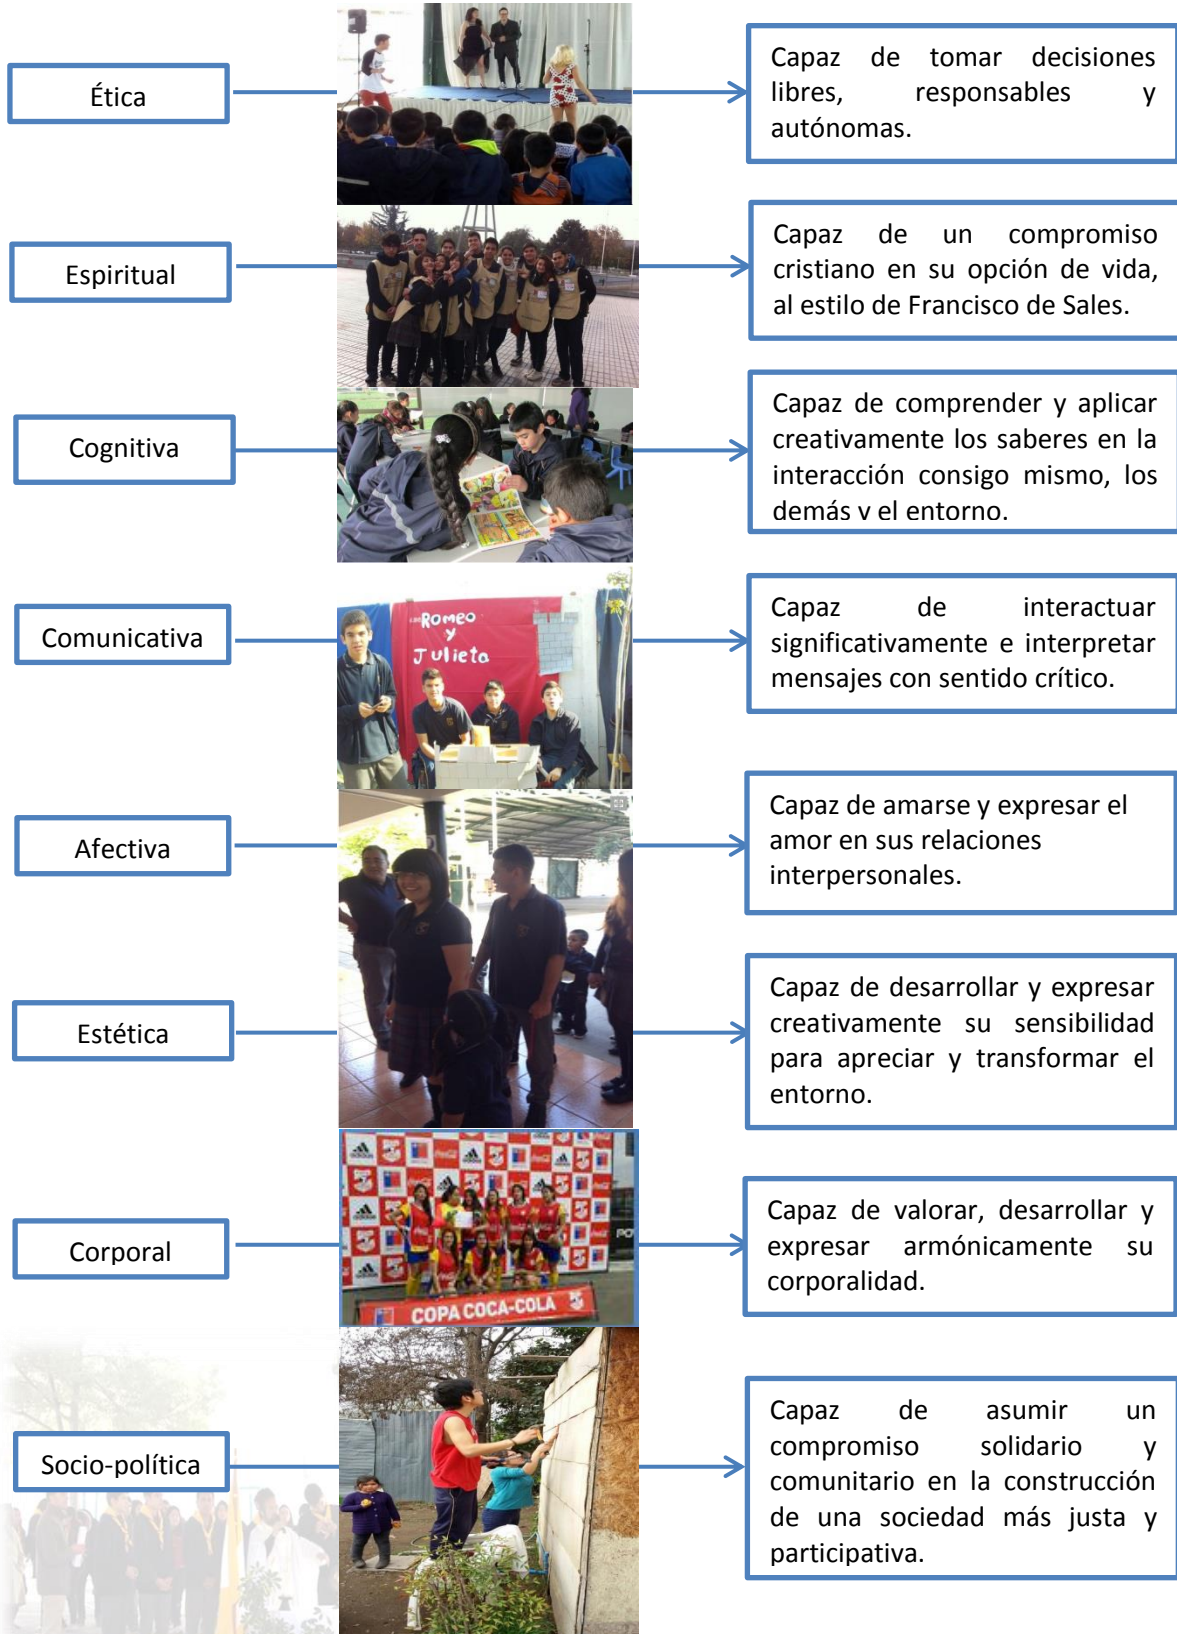 Ética
Capaz de tomar decisiones
libres, responsables y
autónomas.
Espiritual
Capaz de un compromiso
cristiano en su opción de vida,
al estilo de Francisco de Sales.
Cognitiva
Capaz de comprender y aplicar
creativamente los saberes en la
interacción consigo mismo, los
demás y el entorno.
Comunicativa
ROMEO
Y
Julieta
Capaz de interactuar
significativamente e interpretar
mensajes con sentido crítico.
Afectiva
Capaz de amarse y expresar el
amor en sus relaciones
interpersonales.
Estética
Capaz de desarrollar y expresar
creativamente su sensibilidad
para apreciar y transformar el
entorno.
Corporal
adidas
Coca-Cola
COPA COCA-COLA
Capaz de valorar, desarrollar y
expresar armónicamente su
corporalidad.
Socio-política
Capaz de asumir un
compromiso solidario y
comunitario en la construcción
de una sociedad más justa y
participativa.